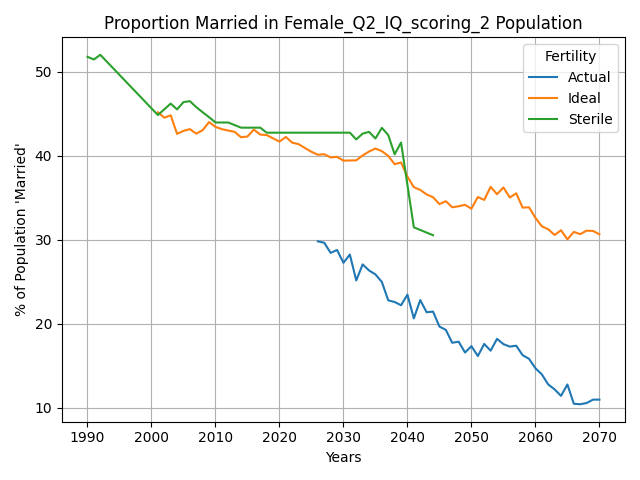 Proportion Married in Female_Q2_IQ_scoring_2 Population
% of Population 'Married'
50
40
30
20
10
Fertility
Actual
Ideal
Sterile
1990 2000 2010 2020 2030 2040 2050 2060 2070
Years